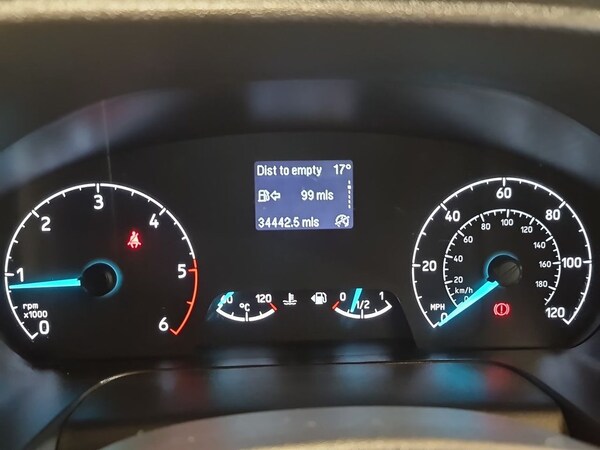 Dist to empty 17°
99 mls
34442.5 mls
0 1 2 3 4 5 6
rpm
x1000
60 120
°C
0 1/2 1
0 20 40 60 80 100 120
MPH
0 20 40 60 80 100 120 140 160 180
km/h